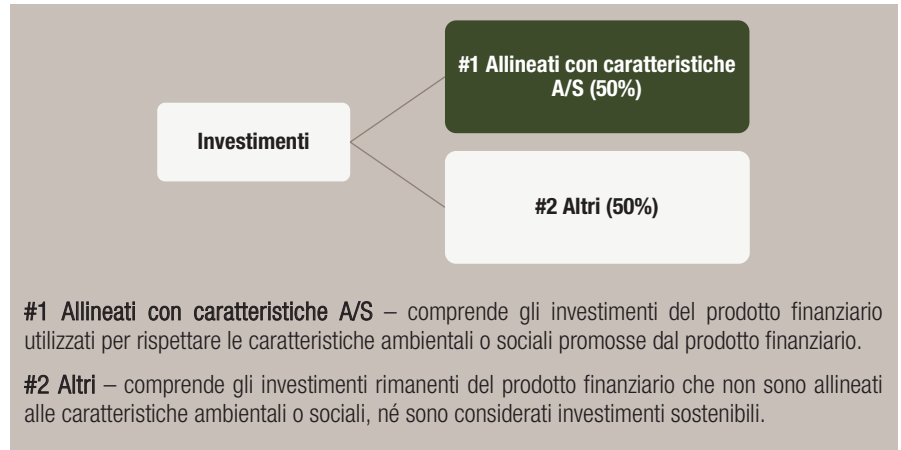 #1 Allineati con caratteristiche
A/S (50%)
Investimenti
#2 Altri (50%)
#1 Allineati con caratteristiche A/S – comprende gli investimenti del prodotto finanziario
utilizzati per rispettare le caratteristiche ambientali o sociali promosse dal prodotto finanziario.
#2 Altri – comprende gli investimenti rimanenti del prodotto finanziario che non sono allineati
alle caratteristiche ambientali o sociali, né sono considerati investimenti sostenibili.